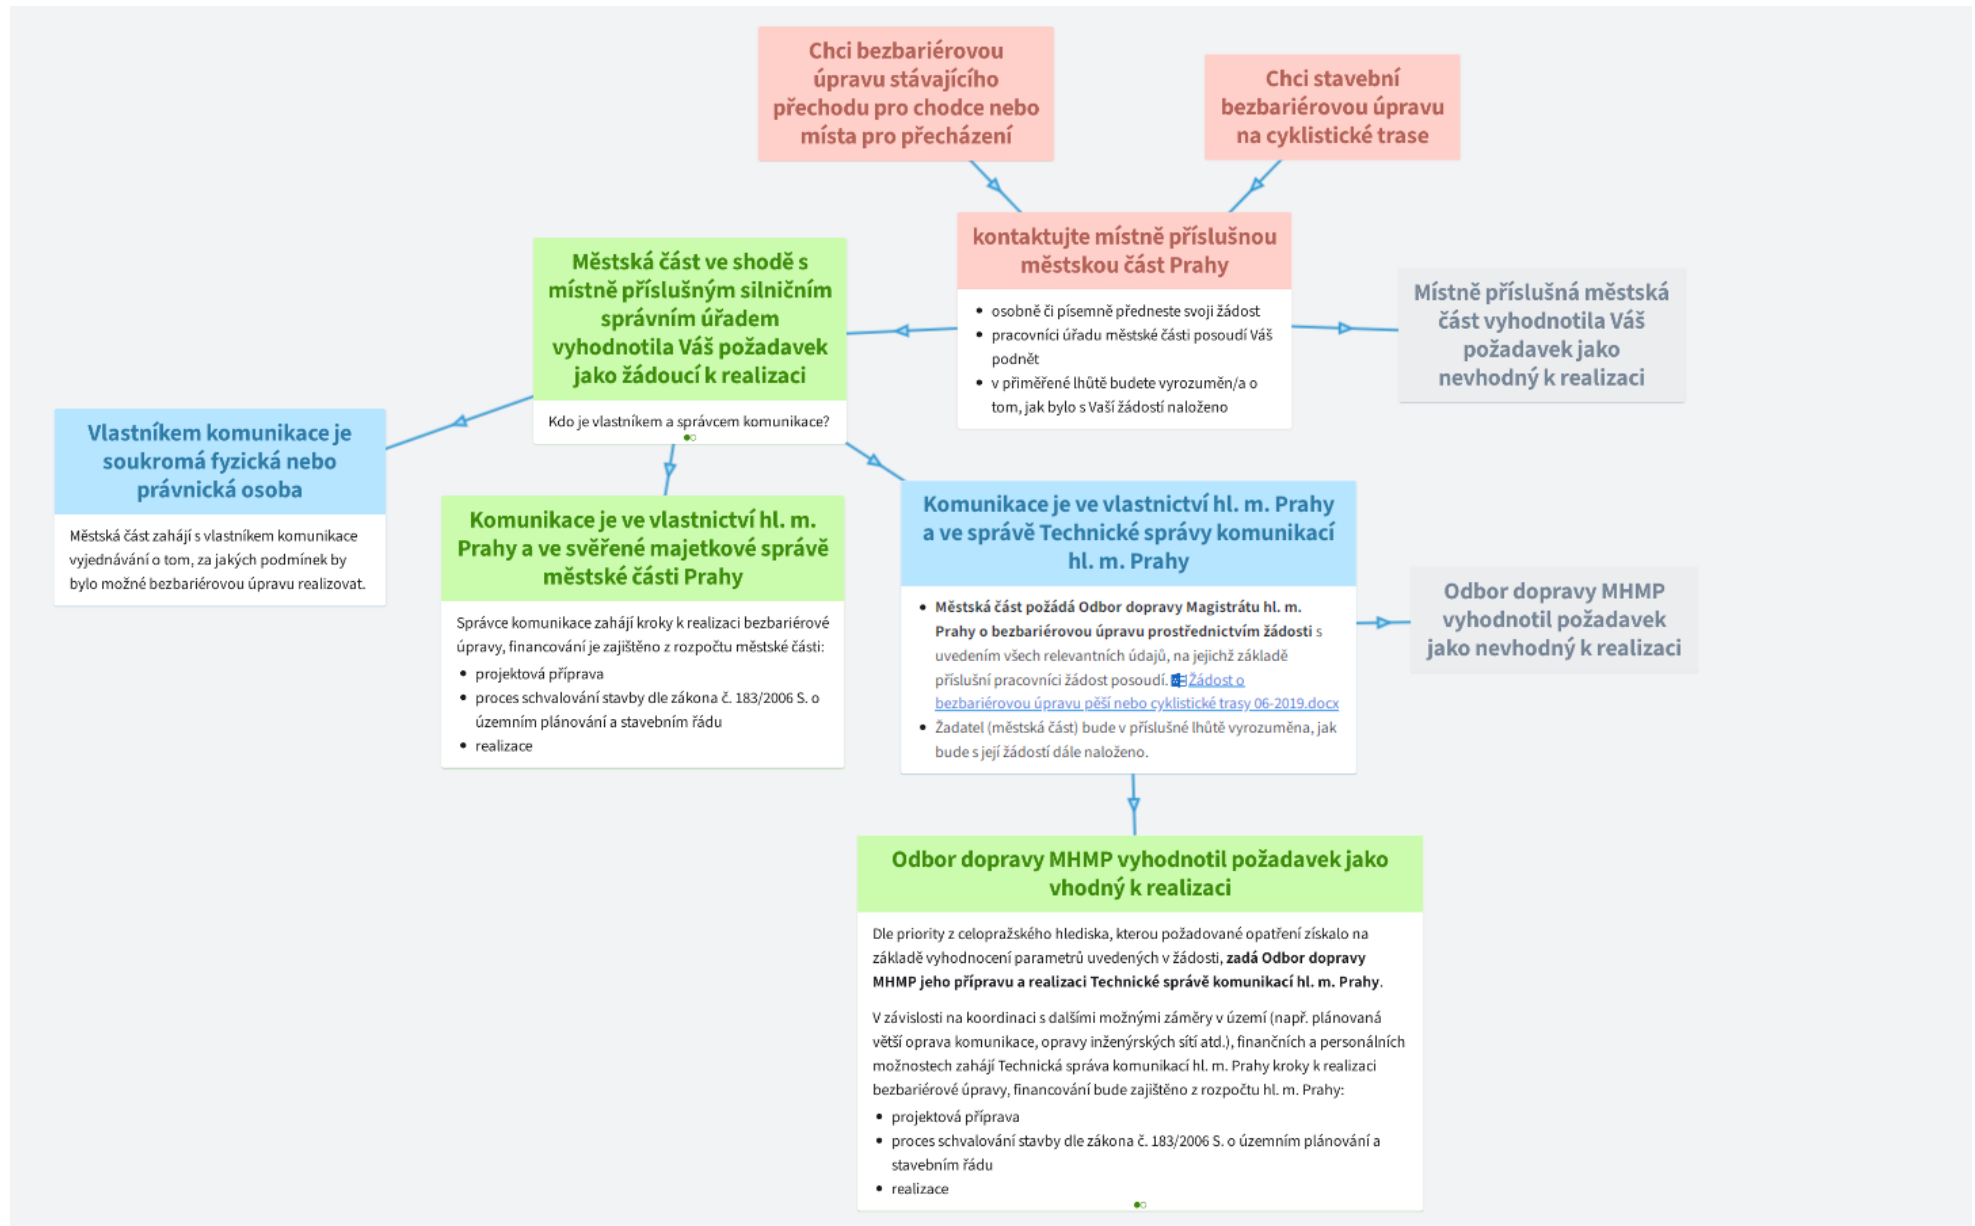 Chci bezbariérovou
úpravu stávajícího
přechodu pro chodce nebo
místa pro přecházení
Chci stavební
bezbariérovou úpravu
na cyklistické trase
kontaktujte místně příslušnou
městskou část Prahy
• osobně či písemně předneste svoji žádost
• pracovníci úřadu městské části posoudí Váš
podnět
• v přiměřené lhůtě budete vyrozuměn/a o
tom, jak bylo s Vaší žádostí naloženo
Městská část ve shodě s
místně příslušným silničním
správním úřadem
vyhodnotila Váš požadavek
jako žádoucí k realizaci
Kdo je vlastníkem a správcem komunikace?
Místně příslušná městská
část vyhodnotila Váš
požadavek jako
nevhodný k realizaci
Vlastníkem komunikace je
soukromá fyzická nebo
právnická osoba
Městská část zahájí s vlastníkem komunikace
vyjednávání o tom, za jakých podmínek by
bylo možné bezbariérovou úpravu realizovat.
Komunikace je ve vlastnictví hl. m.
Prahy a ve svěřené majetkové správě
městské části Prahy
Správce komunikace zahájí kroky k realizaci bezbariérové
úpravy, financování je zajištěno z rozpočtu městské části:
• projektová příprava
• proces schvalování stavby dle zákona č. 183/2006 S. o
územním plánování a stavebním řádu
• realizace
Komunikace je ve vlastnictví hl. m. Prahy
a ve správě Technické správy komunikací
hl. m. Prahy
• Městská část požádá Odbor dopravy Magistrátu hl. m.
Prahy o bezbariérovou úpravu prostřednictvím žádosti s
uvedením všech relevantních údajů, na jejichž základě
příslušní pracovníci žádost posoudí. Žádost o
bezbariérovou úpravu pěší nebo cyklistické trasy 06-2019.docx
• Žadatel (městská část) bude v příslušné lhůtě vyrozuměna, jak
bude s její žádostí dále naloženo.
Odbor dopravy MHMP
vyhodnotil požadavek
jako nevhodný k realizaci
Odbor dopravy MHMP vyhodnotil požadavek jako
vhodný k realizaci
Dle priority z celopražského hlediska, kterou požadované opatření získalo na
základě vyhodnocení parametrů uvedených v žádosti, zadá Odbor dopravy
MHMP jeho přípravu a realizaci Technické správě komunikací hl. m. Prahy.
V závislosti na koordinaci s dalšími možnými záměry v území (např. plánovaná
větší oprava komunikace, opravy inženýrských sítí atd.), finančních a personálních
možnostech zahájí Technická správa komunikací hl. m. Prahy kroky k realizaci
bezbariérové úpravy, financování bude zajištěno z rozpočtu hl. m. Prahy:
• projektová příprava
• proces schvalování stavby dle zákona č. 183/2006 S. o územním plánování a
stavebním řádu
• realizace